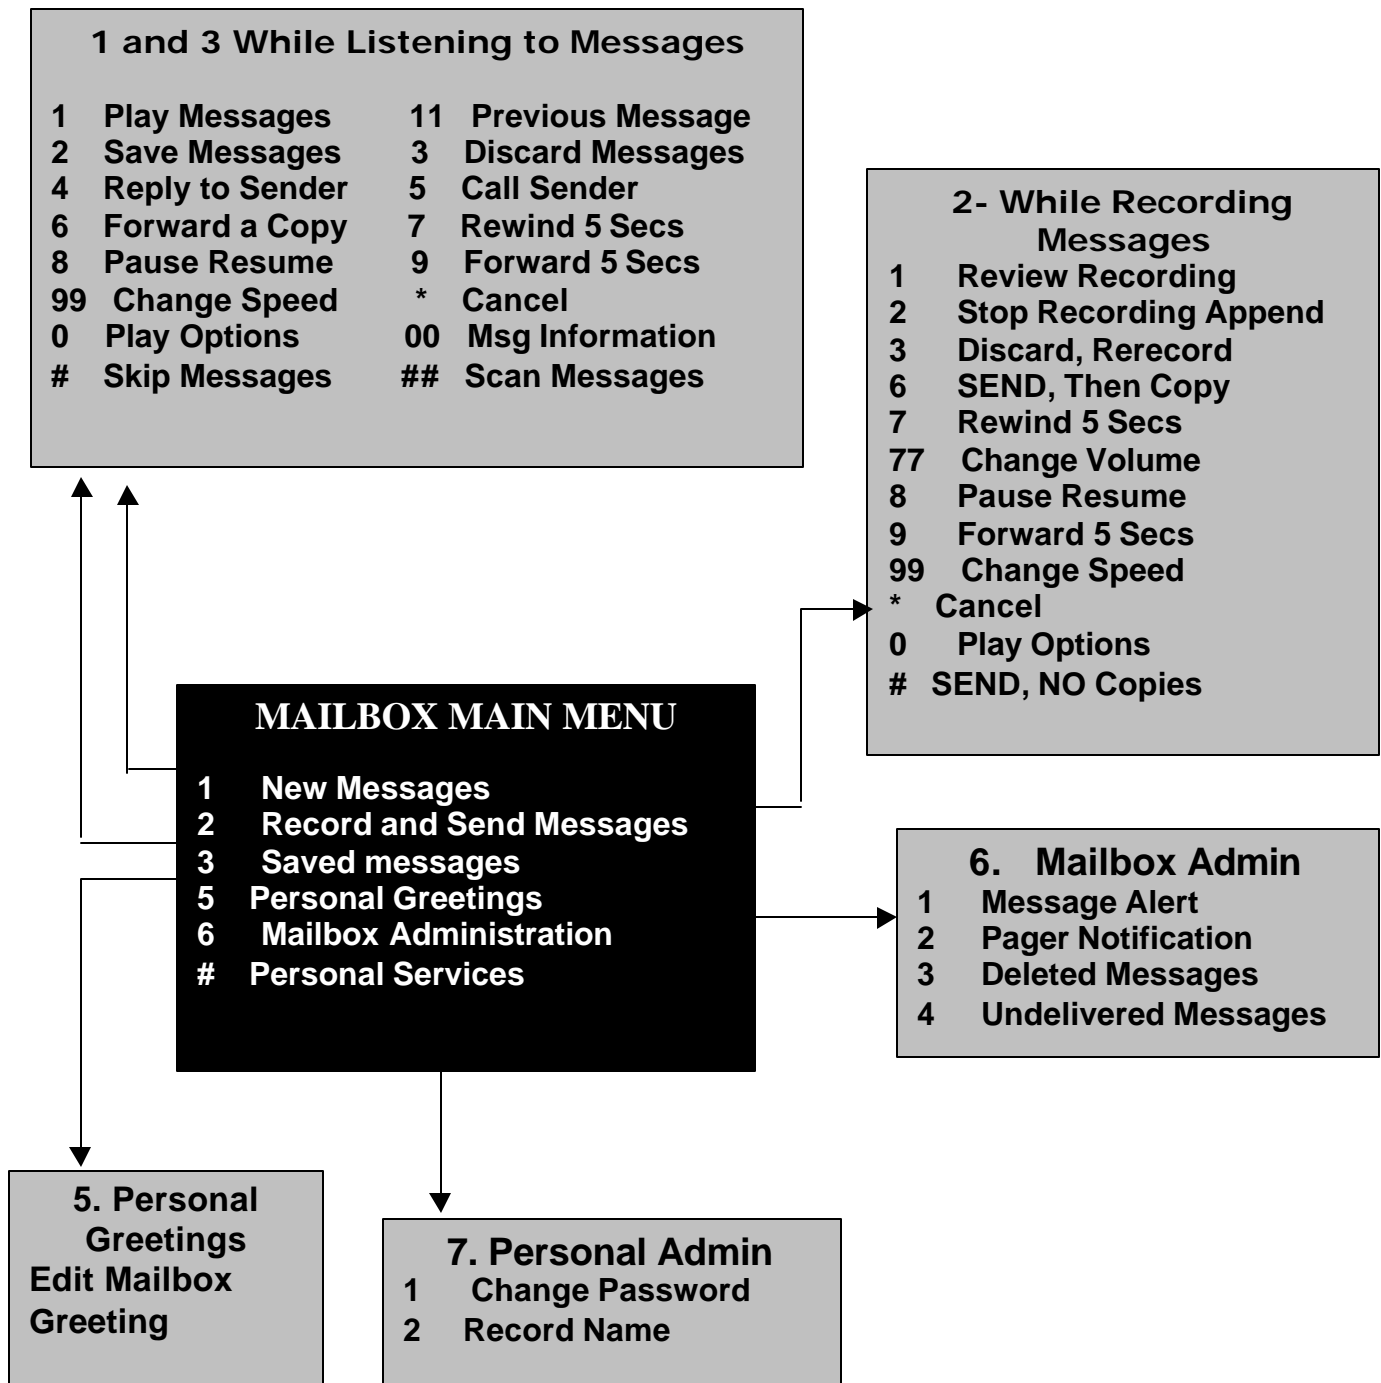 1 and 3 While Listening to Messages
1 Play Messages 11 Previous Message
2 Save Messages 3 Discard Messages
4 Reply to Sender 5 Call Sender
6 Forward a Copy 7 Rewind 5 Secs
8 Pause Resume 9 Forward 5 Secs
99 Change Speed * Cancel
0 Play Options 00 Msg Information
# Skip Messages ## Scan Messages
2- While Recording
Messages
1 Review Recording
2 Stop Recording Append
3 Discard, Rerecord
6 SEND, Then Copy
7 Rewind 5 Secs
77 Change Volume
8 Pause Resume
9 Forward 5 Secs
99 Change Speed
* Cancel
0 Play Options
# SEND, NO Copies
MAILBOX MAIN MENU
1 New Messages
2 Record and Send Messages
3 Saved messages
5 Personal Greetings
6 Mailbox Administration
# Personal Services
6. Mailbox Admin
1 Message Alert
2 Pager Notification
3 Deleted Messages
4 Undelivered Messages
5. Personal
Greetings
Edit Mailbox
Greeting
7. Personal Admin
1 Change Password
2 Record Name